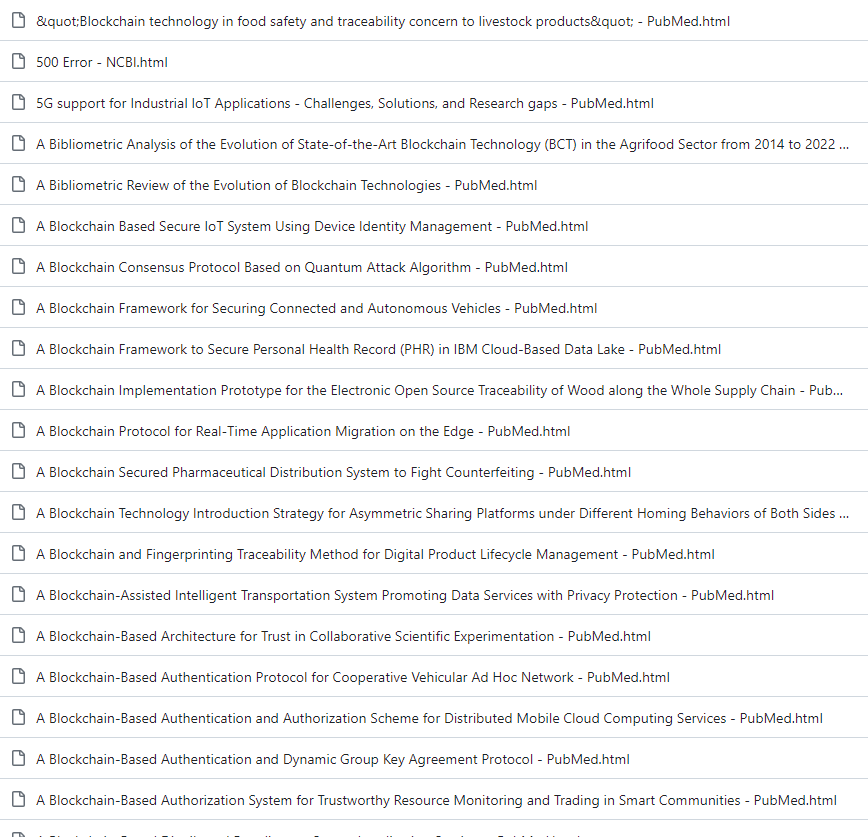 &quot;Blockchain technology in food safety and traceability concern to livestock products&quot; - PubMed.html
500 Error - NCBI.html
5G support for Industrial IoT Applications - Challenges, Solutions, and Research gaps - PubMed.html
A Bibliometric Analysis of the Evolution of State-of-the-Art Blockchain Technology (BCT) in the Agrifood Sector from 2014 to 2022 ...
A Bibliometric Review of the Evolution of Blockchain Technologies - PubMed.html
A Blockchain Based Secure IoT System Using Device Identity Management - PubMed.html
A Blockchain Consensus Protocol Based on Quantum Attack Algorithm - PubMed.html
A Blockchain Framework for Securing Connected and Autonomous Vehicles - PubMed.html
A Blockchain Framework to Secure Personal Health Record (PHR) in IBM Cloud-Based Data Lake - PubMed.html
A Blockchain Implementation Prototype for the Electronic Open Source Traceability of Wood along the Whole Supply Chain - Pub...
A Blockchain Protocol for Real-Time Application Migration on the Edge - PubMed.html
A Blockchain Secured Pharmaceutical Distribution System to Fight Counterfeiting - PubMed.html
A Blockchain Technology Introduction Strategy for Asymmetric Sharing Platforms under Different Homing Behaviors of Both Sides ...
A Blockchain and Fingerprinting Traceability Method for Digital Product Lifecycle Management - PubMed.html
A Blockchain-Assisted Intelligent Transportation System Promoting Data Services with Privacy Protection - PubMed.html
A Blockchain-Based Architecture for Trust in Collaborative Scientific Experimentation - PubMed.html
A Blockchain-Based Authentication Protocol for Cooperative Vehicular Ad Hoc Network - PubMed.html
A Blockchain-Based Authentication and Authorization Scheme for Distributed Mobile Cloud Computing Services - PubMed.html
A Blockchain-Based Authentication and Dynamic Group Key Agreement Protocol - PubMed.html
A Blockchain-Based Authorization System for Trustworthy Resource Monitoring and Trading in Smart Communities - PubMed.html